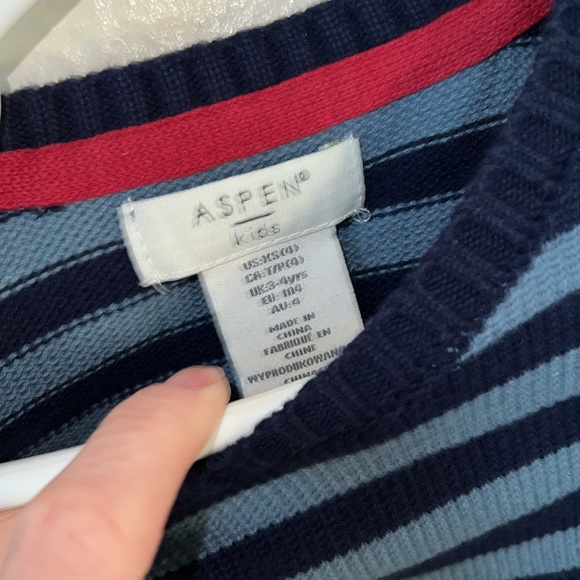 ASPEN®
kids
US:XS(4)
CA:T/P(4)
UK:3-4yrs
EU: 104
AU:4
MADE IN
CHINA
FABRIQUÉ EN
CHINE
WYPRODUKOWANO